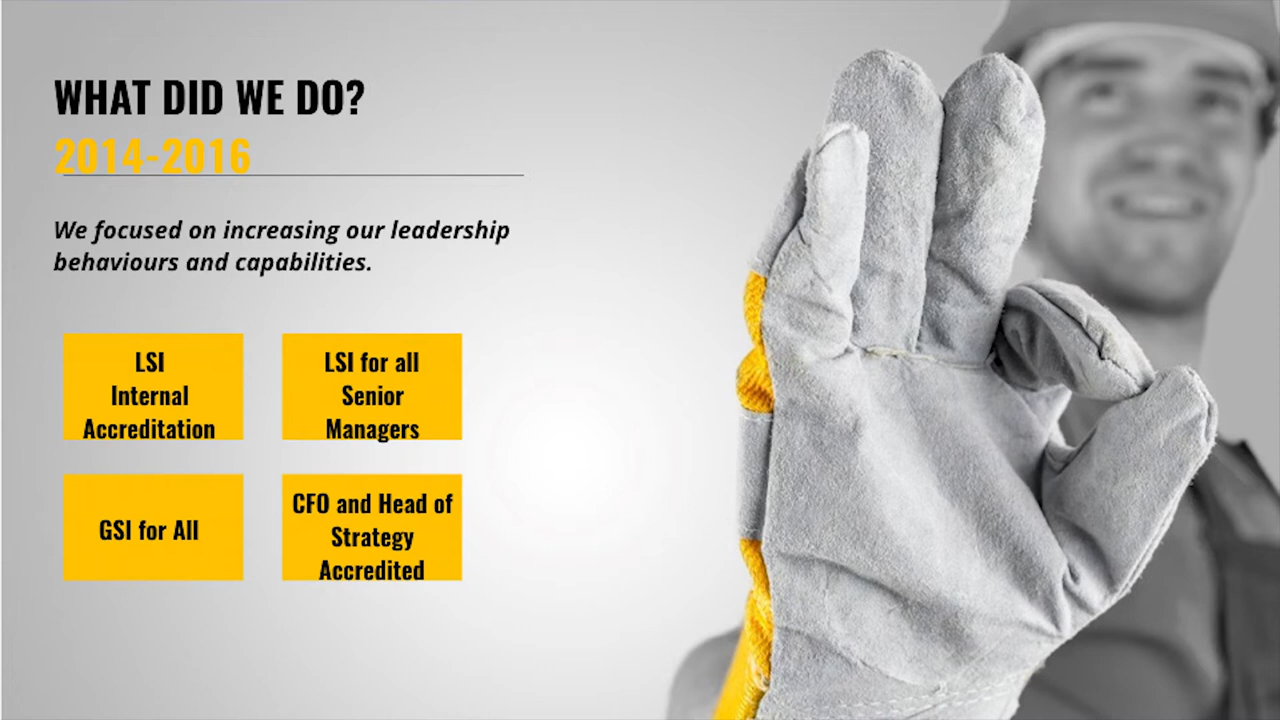 WHAT DID WE DO?
2014-2016
We focused on increasing our leadership
behaviours and capabilities.
LSI
Internal
Accreditation
LSI for all
Senior
Managers
GSI for All
CFO and Head of
Strategy
Accredited